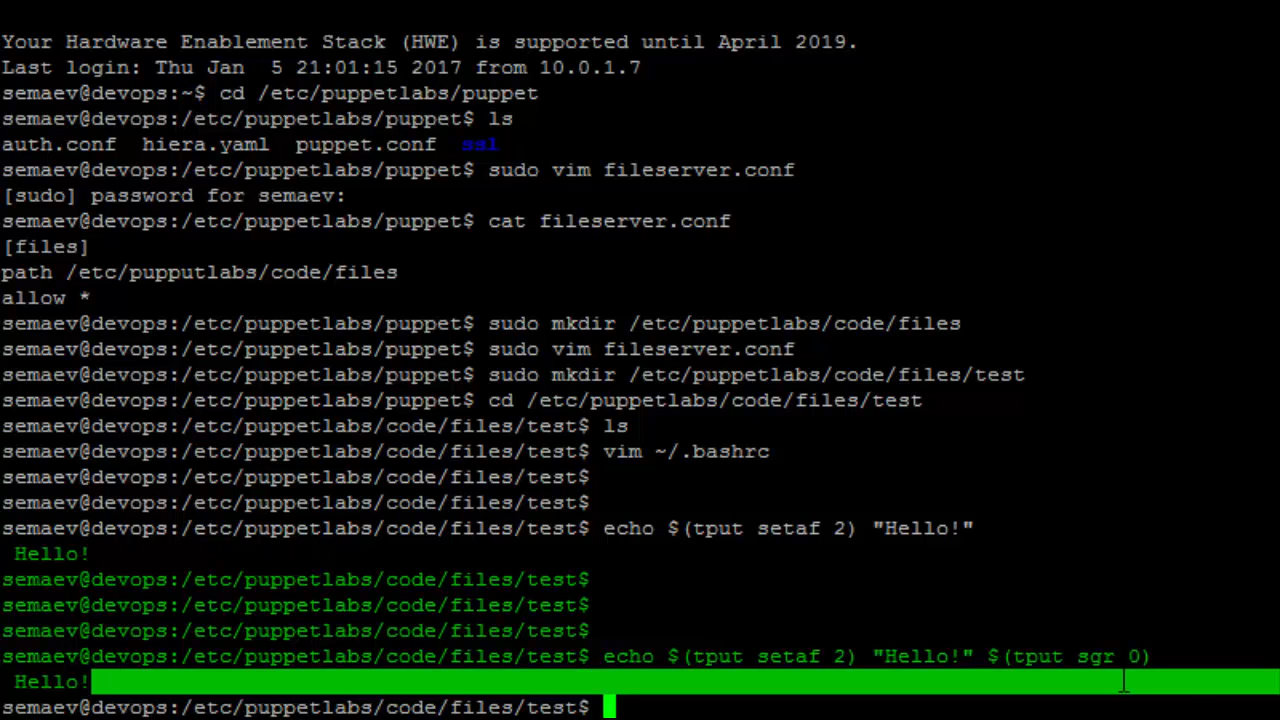 Your Hardware Enablement Stack (HWE) is supported until April 2019.
Last login: Thu Jan  5 21:01:15 2017 from 10.0.1.7
semaev@devops:~$ cd /etc/puppetlabs/puppet
semaev@devops:/etc/puppetlabs/puppet$ ls
auth.conf  hiera.yaml  puppet.conf  ssl
semaev@devops:/etc/puppetlabs/puppet$ sudo vim fileserver.conf
[sudo] password for semaev:
semaev@devops:/etc/puppetlabs/puppet$ cat fileserver.conf
[files]
path /etc/pupputlabs/code/files
allow *
semaev@devops:/etc/puppetlabs/puppet$ sudo mkdir /etc/puppetlabs/code/files
semaev@devops:/etc/puppetlabs/puppet$ sudo vim fileserver.conf
semaev@devops:/etc/puppetlabs/puppet$ sudo mkdir /etc/puppetlabs/code/files/test
semaev@devops:/etc/puppetlabs/puppet$ cd /etc/puppetlabs/code/files/test
semaev@devops:/etc/puppetlabs/code/files/test$ ls
semaev@devops:/etc/puppetlabs/code/files/test$ vim ~/.bashrc
semaev@devops:/etc/puppetlabs/code/files/test$
semaev@devops:/etc/puppetlabs/code/files/test$
semaev@devops:/etc/puppetlabs/code/files/test$ echo $(tput setaf 2) "Hello!"
 Hello!
semaev@devops:/etc/puppetlabs/code/files/test$
semaev@devops:/etc/puppetlabs/code/files/test$
semaev@devops:/etc/puppetlabs/code/files/test$
semaev@devops:/etc/puppetlabs/code/files/test$ echo $(tput setaf 2) "Hello!" $(tput sgr 0)
 Hello!
semaev@devops:/etc/puppetlabs/code/files/test$